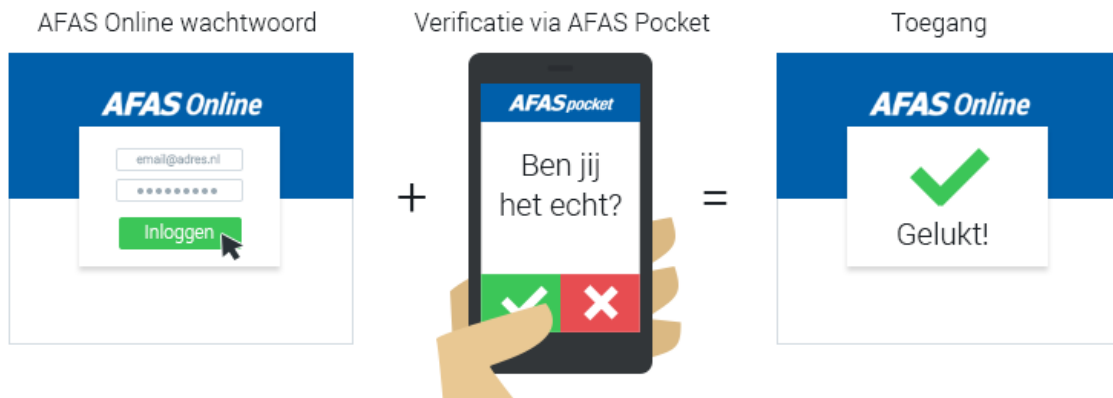 AFAS Online wachtwoord
Verificatie via AFAS Pocket
Toegang
AFAS Online
email@adres.nl
Inloggen
+
AFAS pocket
Ben jij
het echt?
=
AFAS Online
Gelukt!